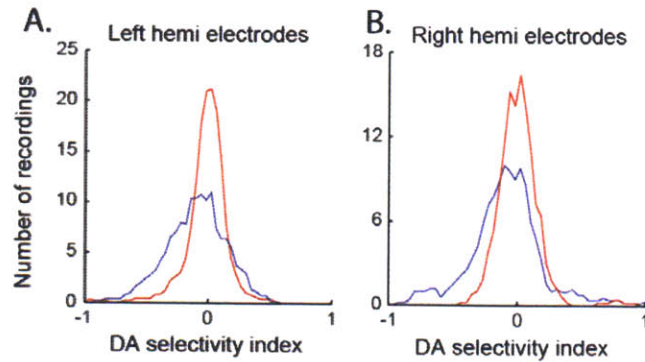 A.
Left hemi electrodes
Number of recordings
25
20
15
10
5
0
-1
0
1
DA selectivity index
B.
Right hemi electrodes
18
12
6
0
-1
0
1
DA selectivity index